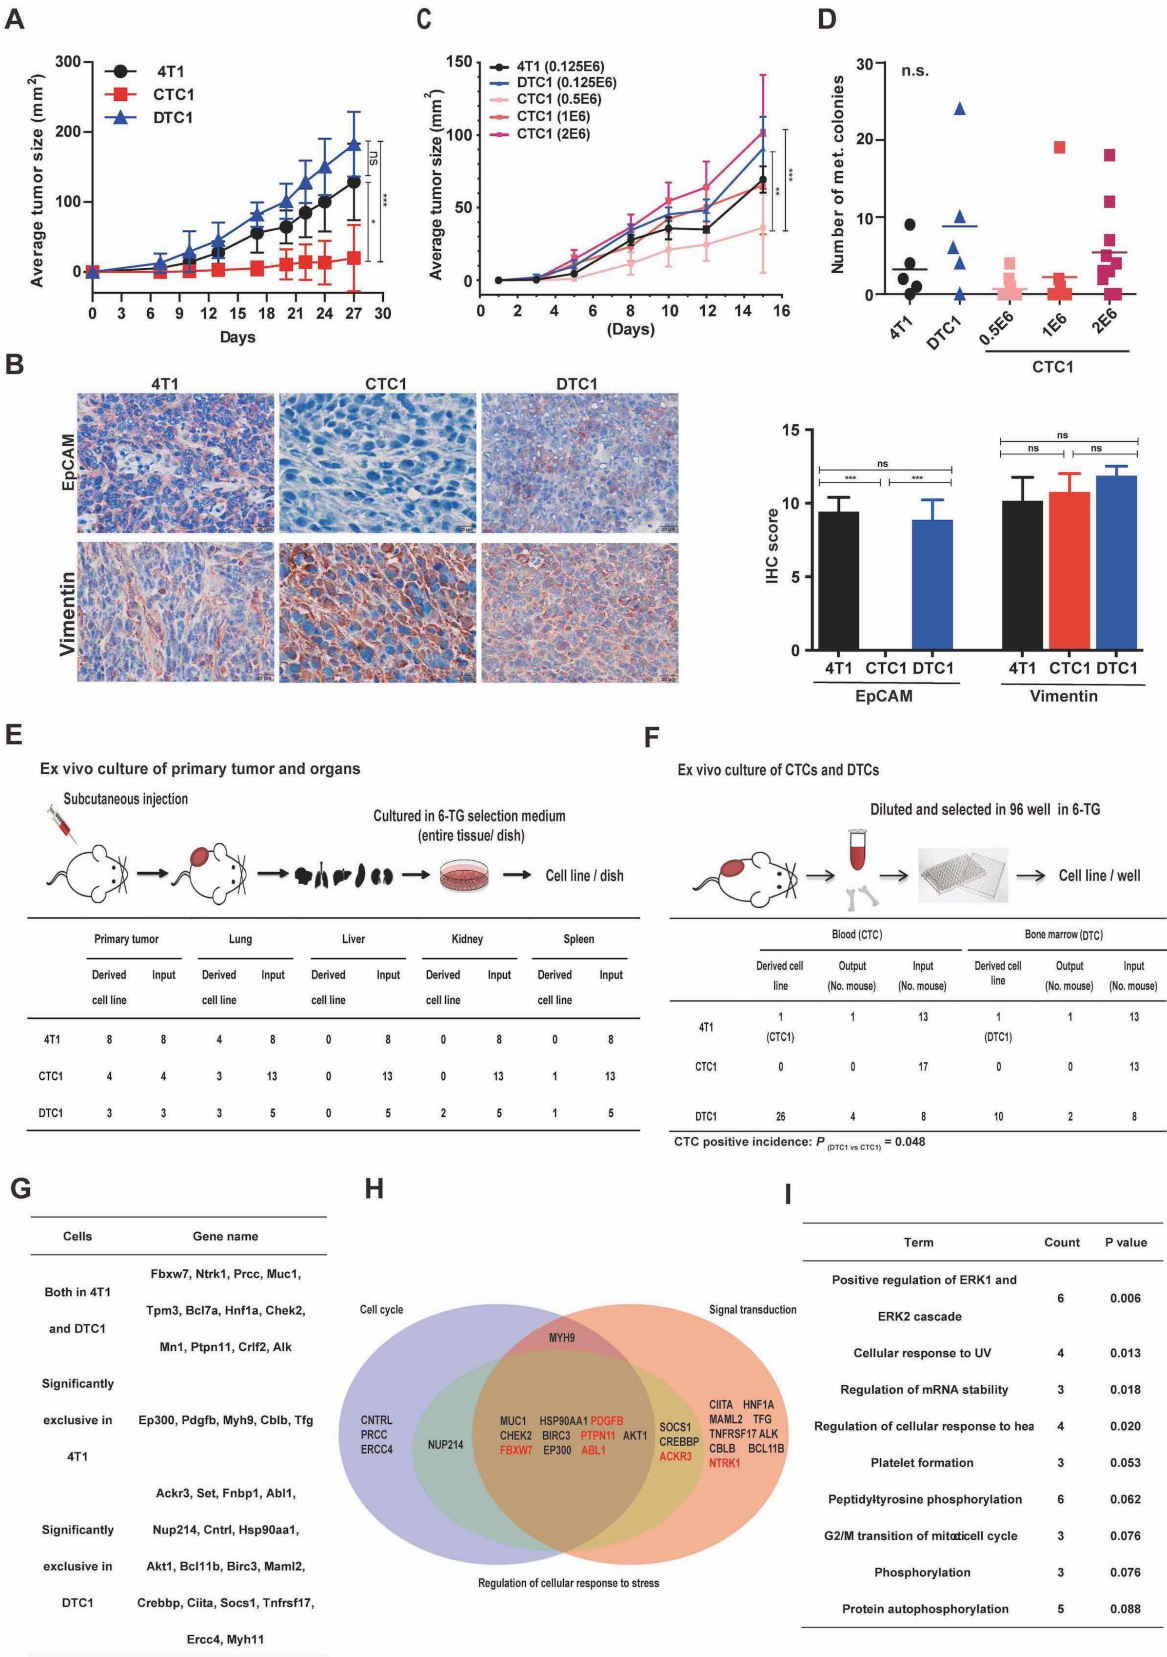 A
Average tumor size (mm²)
300
200
100
0
4T1
CTC1
DTC1
ns
*
***
0 3 6 9 12 15 18 21 24 27 30
Days
C
Average tumor size (mm²)
150
100
50
0
4T1 (0.125E6)
DTC1 (0.125E6)
CTC1 (0.5E6)
CTC1 (1E6)
CTC1 (2E6)
**
***
0 2 4 6 8 10 12 14 16
(Days)
D
Number of met. colonies
30
20
10
0
n.s.
4T1 DTC1 0.5E6 1E6 2E6
CTC1
B
4T1 CTC1 DTC1
EpCAM
Vimentin
IHC score
15
10
5
0
ns
*** ***
ns
ns ns
4T1 CTC1 DTC1 4T1 CTC1 DTC1
EpCAM Vimentin
E
Ex vivo culture of primary tumor and organs
Subcutaneous injection
Cultured in 6-TG selection medium
(entire tissue/ dish)
Cell line / dish
Primary tumor Lung Liver Kidney Spleen
Derived Input Derived Input Derived Input Derived Input Derived Input
cell line cell line cell line cell line cell line
4T1 8 8 4 8 0 8 0 8 0 8
CTC1 4 4 3 13 0 13 0 13 1 13
DTC1 3 3 3 5 0 5 2 5 1 5
F
Ex vivo culture of CTCs and DTCs
Diluted and selected in 96 well in 6-TG
Cell line / well
Blood (CTC) Bone marrow (DTC)
Derived cell Output Input Derived cell Output Input
line (No. mouse) (No. mouse) line (No. mouse) (No. mouse)
4T1 1 1 13 1 1 13
(CTC1) (DTC1)
CTC1 0 0 17 0 0 13
DTC1 26 4 8 10 2 8
CTC positive incidence: P (DTC1 vs CTC1) = 0.048
G
Cells Gene name
Both in 4T1
and DTC1
Fbxw7, Ntrk1, Prcc, Muc1,
Tpm3, Bcl7a, Hnf1a, Chek2,
Mn1, Ptpn11, Crlf2, Alk
Significantly
exclusive in
4T1
Ep300, Pdgfb, Myh9, Cblb, Tfg
Significantly
exclusive in
DTC1
Ackr3, Set, Fnbp1, Abl1,
Nup214, Cntrl, Hsp90aa1,
Akt1, Bcl11b, Birc3, Maml2,
Crebbp, Ciita, Socs1, Tnfrsf17,
Ercc4, Myh11
H
Cell cycle Signal transduction
MYH9
CNTRL
PRCC
ERCC4
NUP214
MUC1 HSP90AA1 PDGFB
CHEK2 BIRC3 PTPN11 AKT1
FBXW7 EP300 ABL1
SOCS1
CREBBP
ACKR3
CIITA HNF1A
MAML2 TFG
TNFRSF17 ALK
CBLB BCL11B
NTRK1
Regulation of cellular response to stress
I
Term Count P value
Positive regulation of ERK1 and
ERK2 cascade
6 0.006
Cellular response to UV 4 0.013
Regulation of mRNA stability 3 0.018
Regulation of cellular response to hea 4 0.020
Platelet formation 3 0.053
Peptidyltyrosine phosphorylation 6 0.062
G2/M transition of mitoticcell cycle 3 0.076
Phosphorylation 3 0.076
Protein autophosphorylation 5 0.088